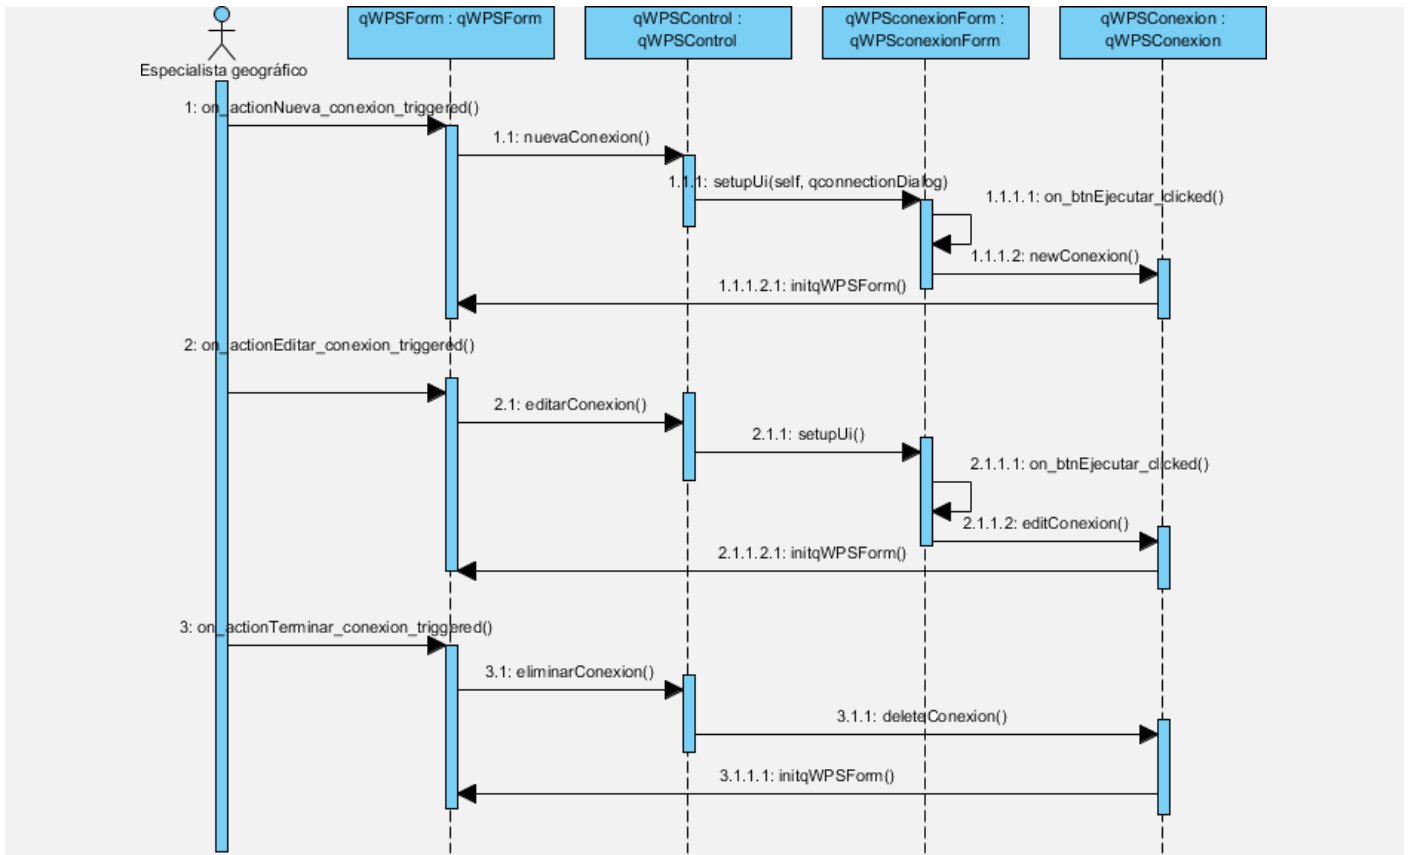 qWPSForm : qWPSForm
qWPSControl :
qWPSControl
qWPSconexionForm :
qWPSconexionForm
qWPSConexion :
qWPSConexion
Especialista geográfico
1: on_actionNueva_conexion_triggered()
1.1: nuevaConexion()
1.1.1: setupUi(self, qconnectionDialog)
1.1.1.1: on_btnEjecutar_clicked()
1.1.1.2: newConexion()
1.1.1.2.1: initqWPSForm()
2: on_actionEditar_conexion_triggered()
2.1: editarConexion()
2.1.1: setupUi()
2.1.1.1: on_btnEjecutar_clicked()
2.1.1.2: editConexion()
2.1.1.2.1: initqWPSForm()
3: on_actionTerminar_conexion_triggered()
3.1: eliminarConexion()
3.1.1: deleteConexion()
3.1.1.1: initqWPSForm()